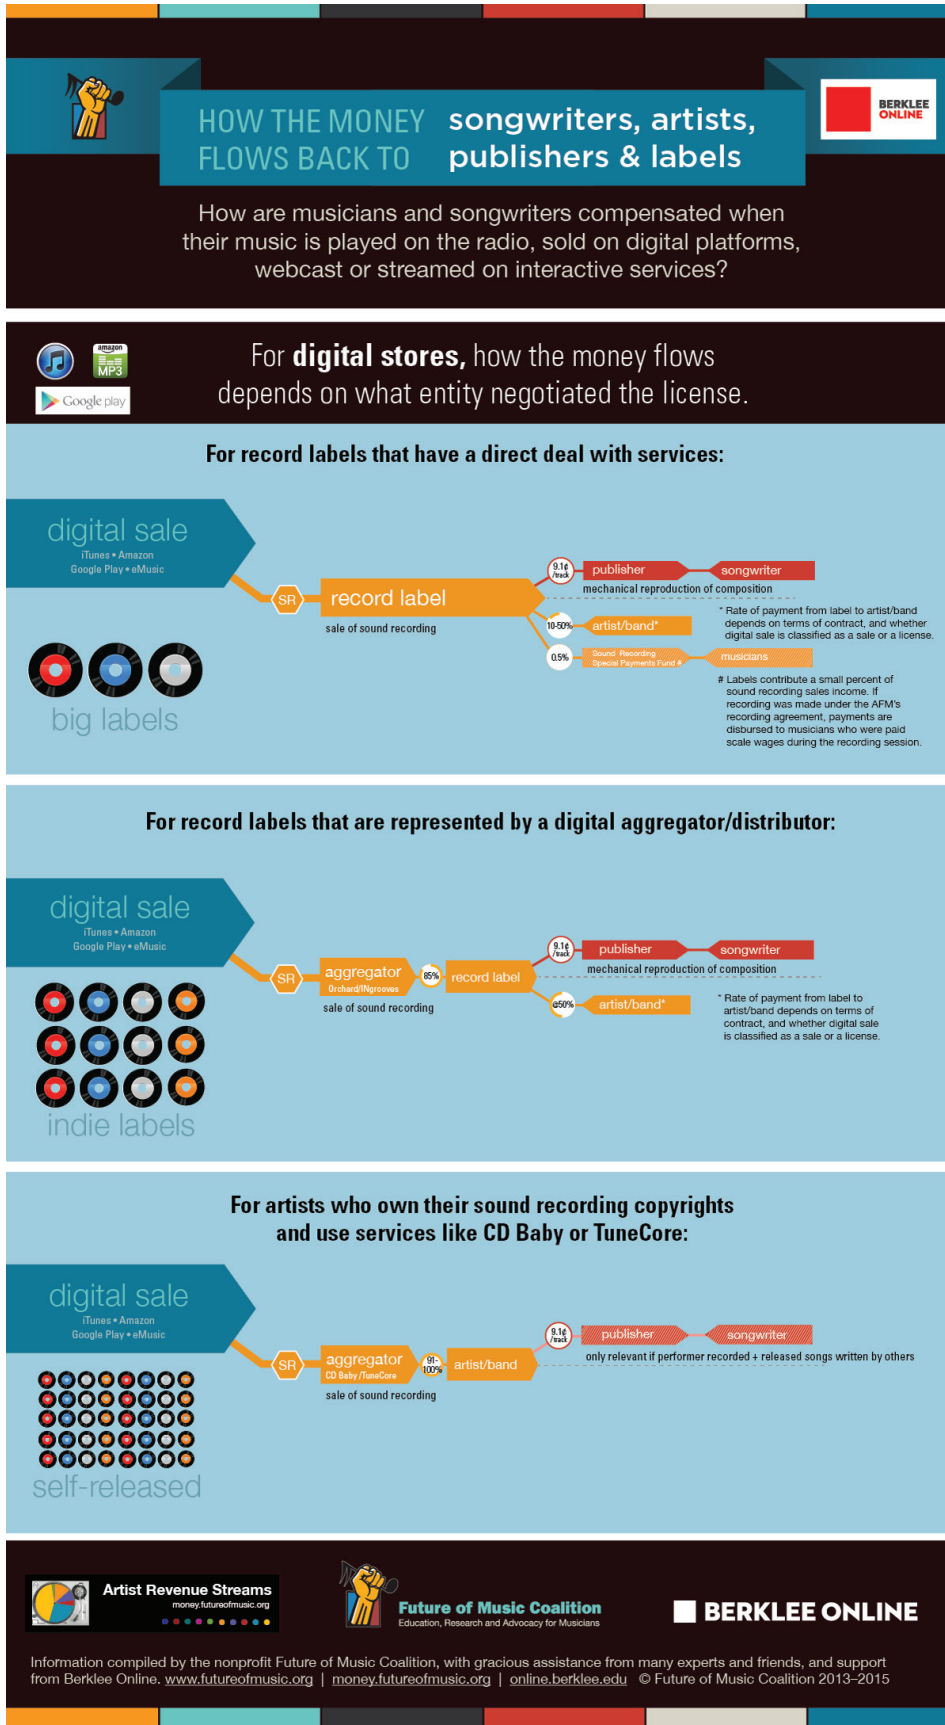 HOW THE MONEY
FLOWS BACK TO
songwriters, artists,
publishers & labels
BERKLEE
ONLINE
How are musicians and songwriters compensated when
their music is played on the radio, sold on digital platforms,
webcast or streamed on interactive services?
amazon
MP3
Google play
For digital stores, how the money flows
depends on what entity negotiated the license.
For record labels that have a direct deal with services:
digital sale
iTunes • Amazon
Google Play • eMusic
SR
record label
sale of sound recording
9.1¢
/track
publisher
songwriter
mechanical reproduction of composition
10-50%
artist/band*
* Rate of payment from label to artist/band
depends on terms of contract, and whether
digital sale is classified as a sale or a license.
0.5%
Sound Recording
Special Payments Fund #
musicians
# Labels contribute a small percent of
sound recording sales income. If
recording was made under the AFM's
recording agreement, payments are
disbursed to musicians who were paid
scale wages during the recording session.
big labels
For record labels that are represented by a digital aggregator/distributor:
digital sale
iTunes • Amazon
Google Play • eMusic
SR
aggregator
Orchard/INgrooves
sale of sound recording
85%
record label
9.1¢
/track
publisher
songwriter
mechanical reproduction of composition
@50%
artist/band*
* Rate of payment from label to
artist/band depends on terms of
contract, and whether digital sale
is classified as a sale or a license.
indie labels
For artists who own their sound recording copyrights
and use services like CD Baby or TuneCore:
digital sale
iTunes • Amazon
Google Play • eMusic
SR
aggregator
CD Baby /TuneCore
sale of sound recording
91-
100%
artist/band
9.1¢
/track
publisher
songwriter
only relevant if performer recorded + released songs written by others
self-released
Artist Revenue Streams
money.futureofmusic.org
Future of Music Coalition
Education, Research and Advocacy for Musicians
BERKLEE ONLINE
Information compiled by the nonprofit Future of Music Coalition, with gracious assistance from many experts and friends, and support
from Berklee Online. www.futureofmusic.org | money.futureofmusic.org | online.berklee.edu © Future of Music Coalition 2013–2015